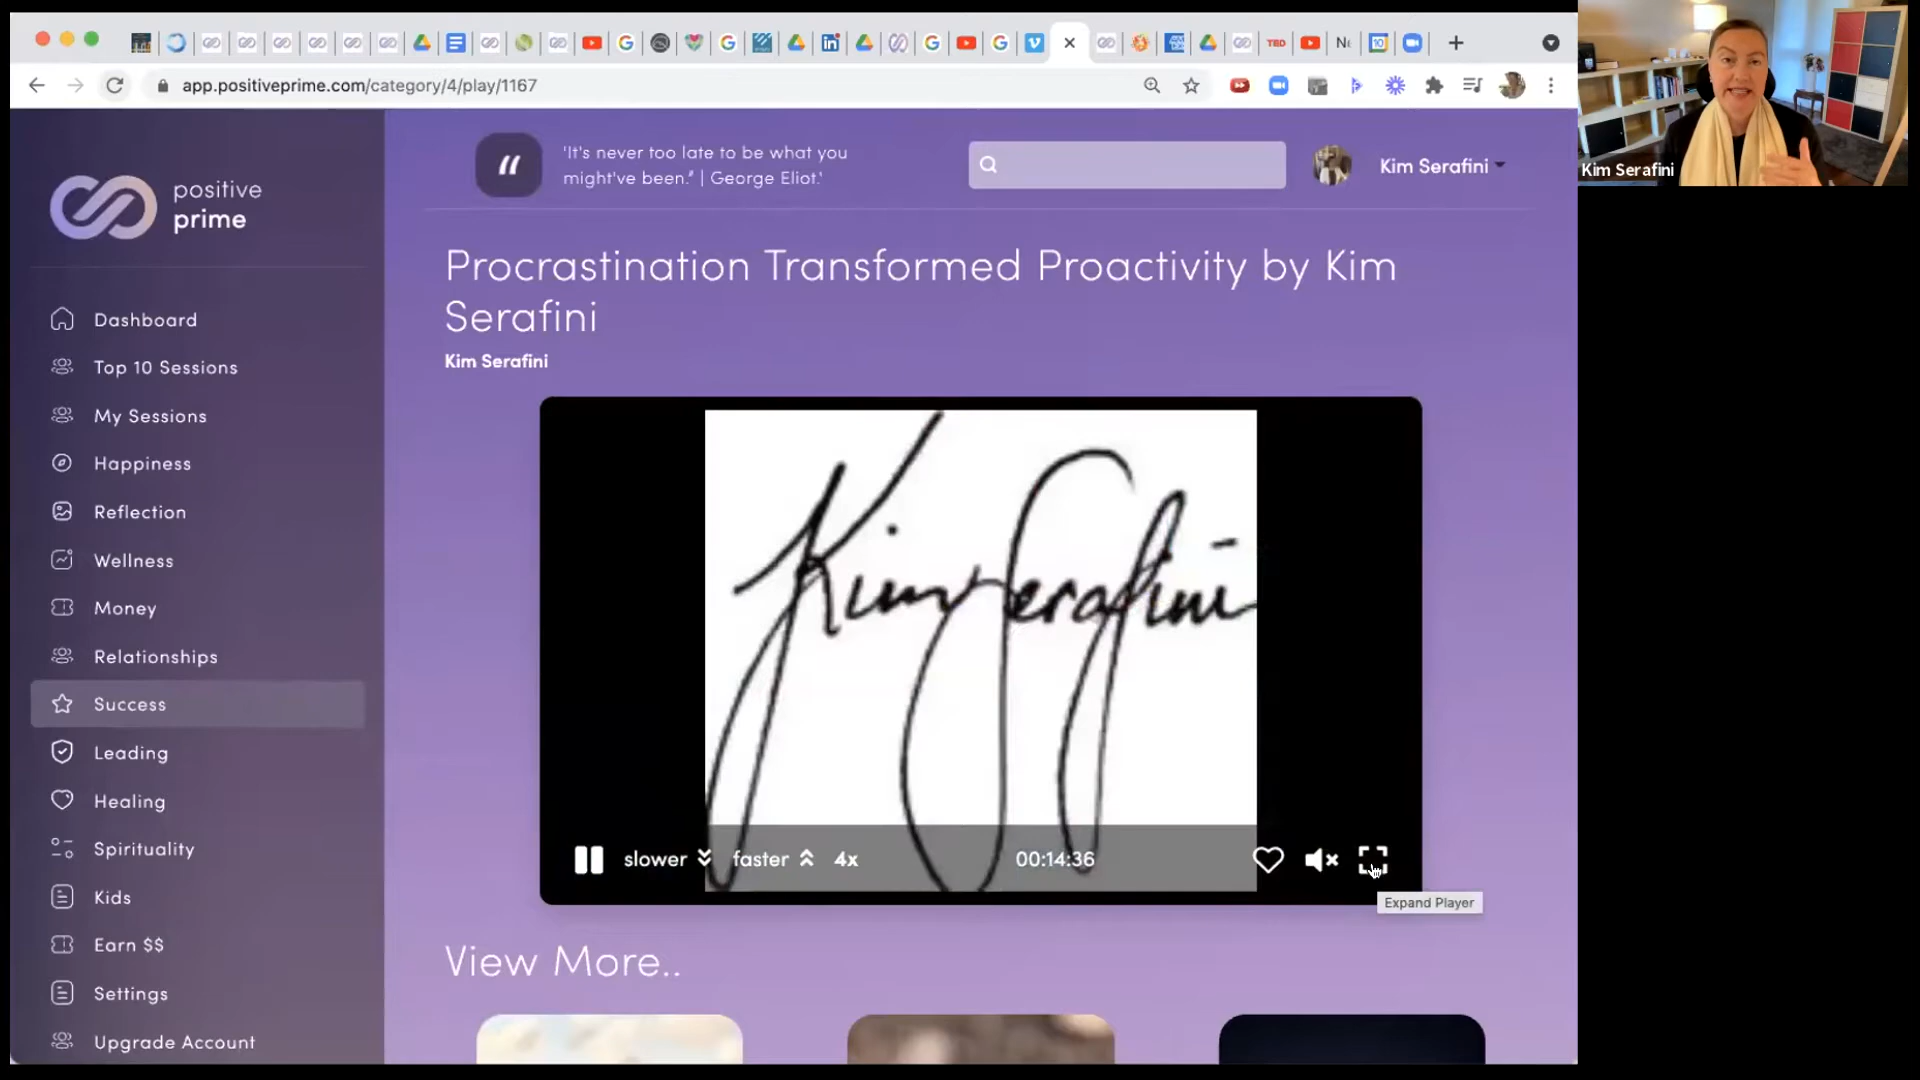 TED
Ne
10
app.positiveprime.com/category/4/play/1167
Kim Serafini
positive
prime
“
'It's never too late to be what you
might've been.” | George Eliot.'
Kim Serafini
Procrastination Transformed Proactivity by Kim
Serafini
Kim Serafini
Dashboard
Top 10 Sessions
My Sessions
Happiness
Reflection
Wellness
Money
Relationships
Success
Leading
Healing
Spirituality
Kids
Earn $$
Settings
Upgrade Account
Kim Serafini
slower
faster
4x
00:14:36
Expand Player
View More..